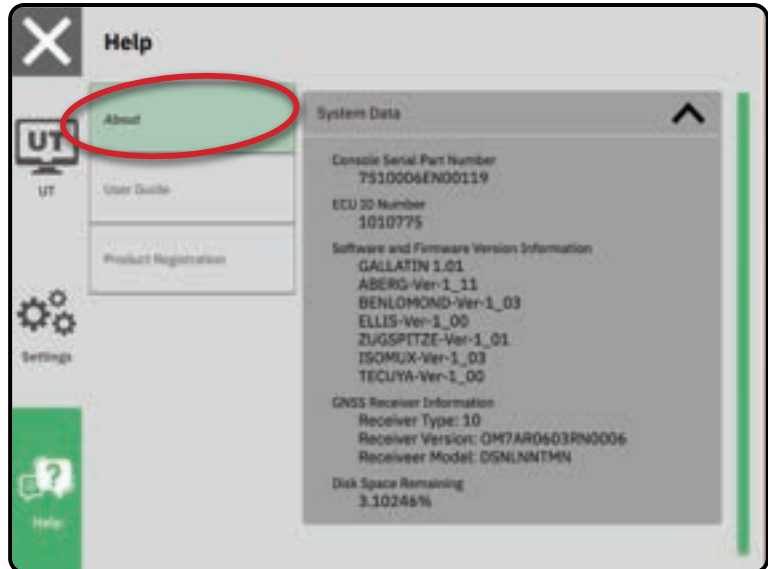 Help
UT
UT
Settings
Help
About
User Guide
Product Registration
System Data
Console Serial Part Number
7510006EN00119
ECU ID Number
1010775
Software and Firmware Version Information
GALLATIN 1.01
ABERG-Ver-1_11
BENLOMOND-Ver-1_03
ELLIS-Ver-1_00
ZUGSPITZE-Ver-1_01
ISOMUX-Ver-1_03
TECUYA-Ver-1_00
GNSS Receiver Information
Receiver Type: 10
Receiver Version: OM7AR0603RN0006
Receiveer Model: DSNLNNTMN
Disk Space Remaining
3.10246%